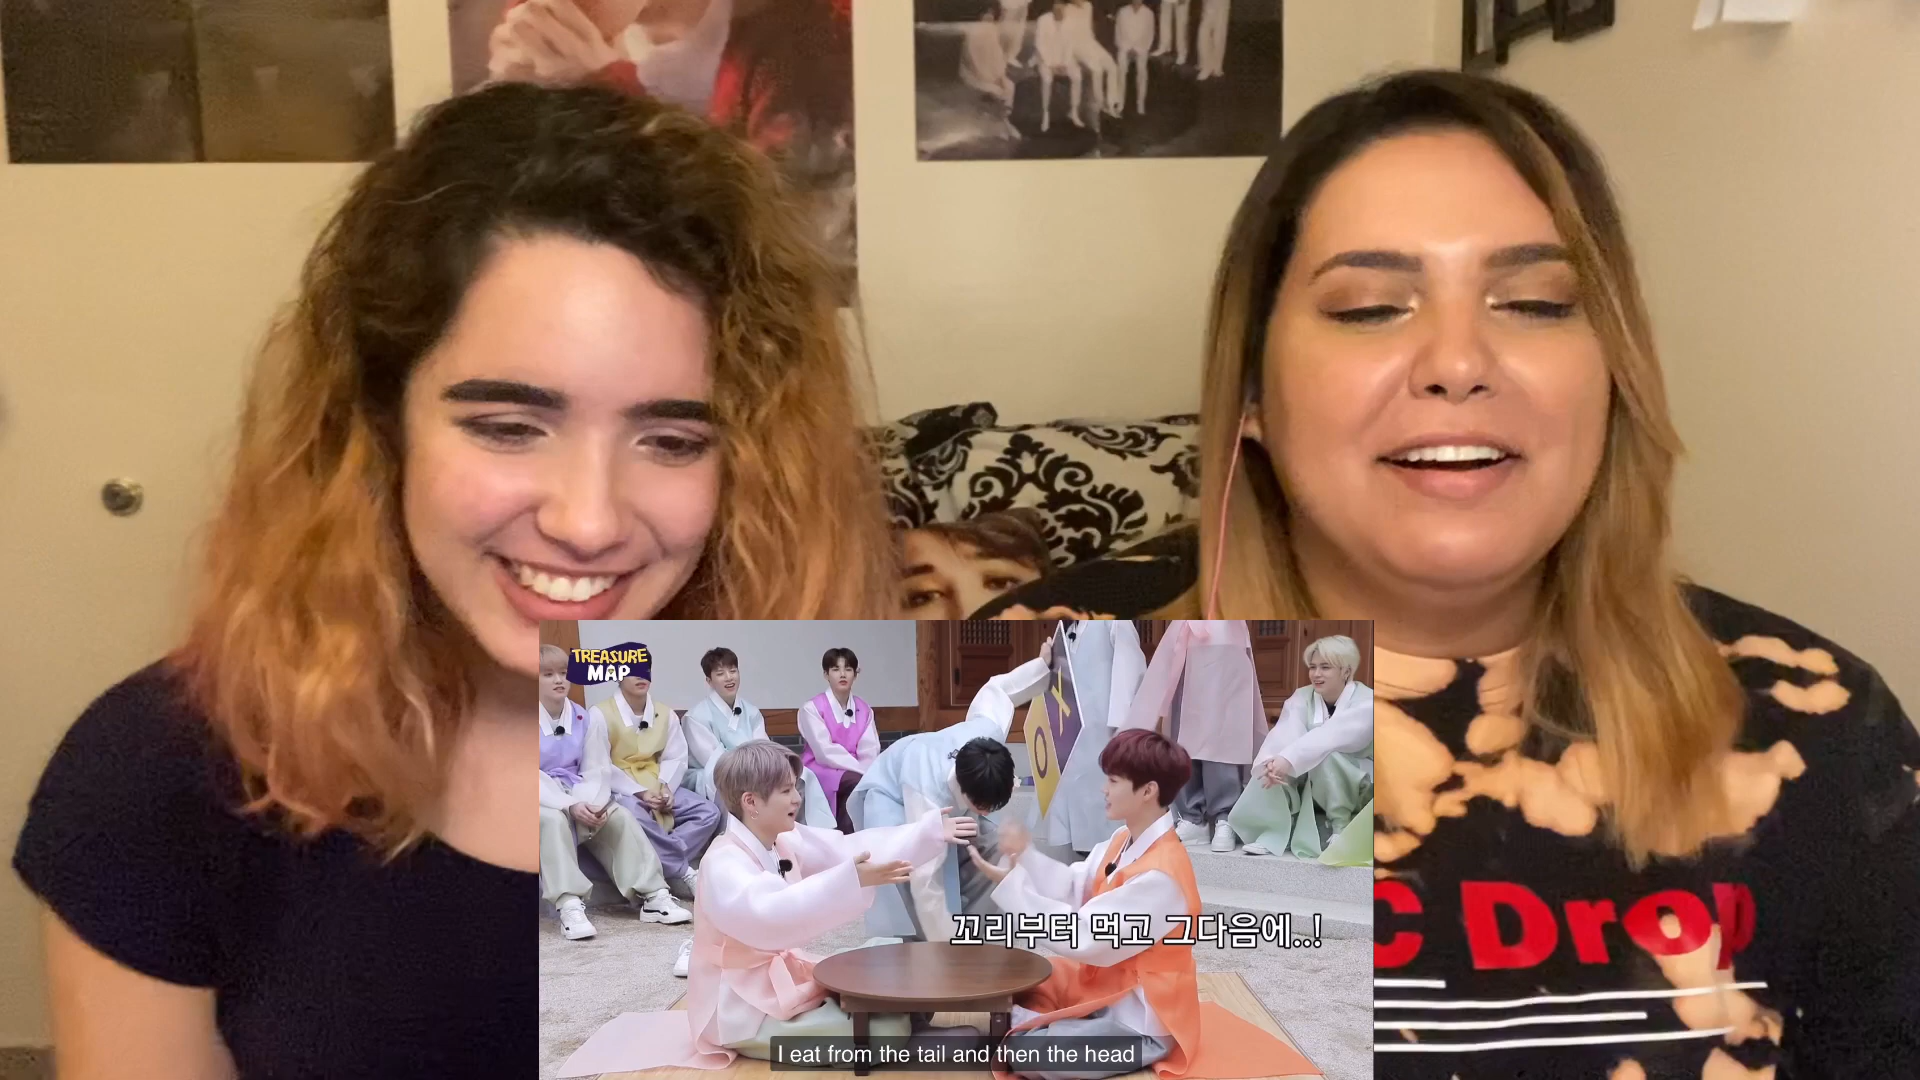 TREASURE
MAP
O X
꼬리부터 먹고 그다음에..!
C Drop
I eat from the tail and then the head